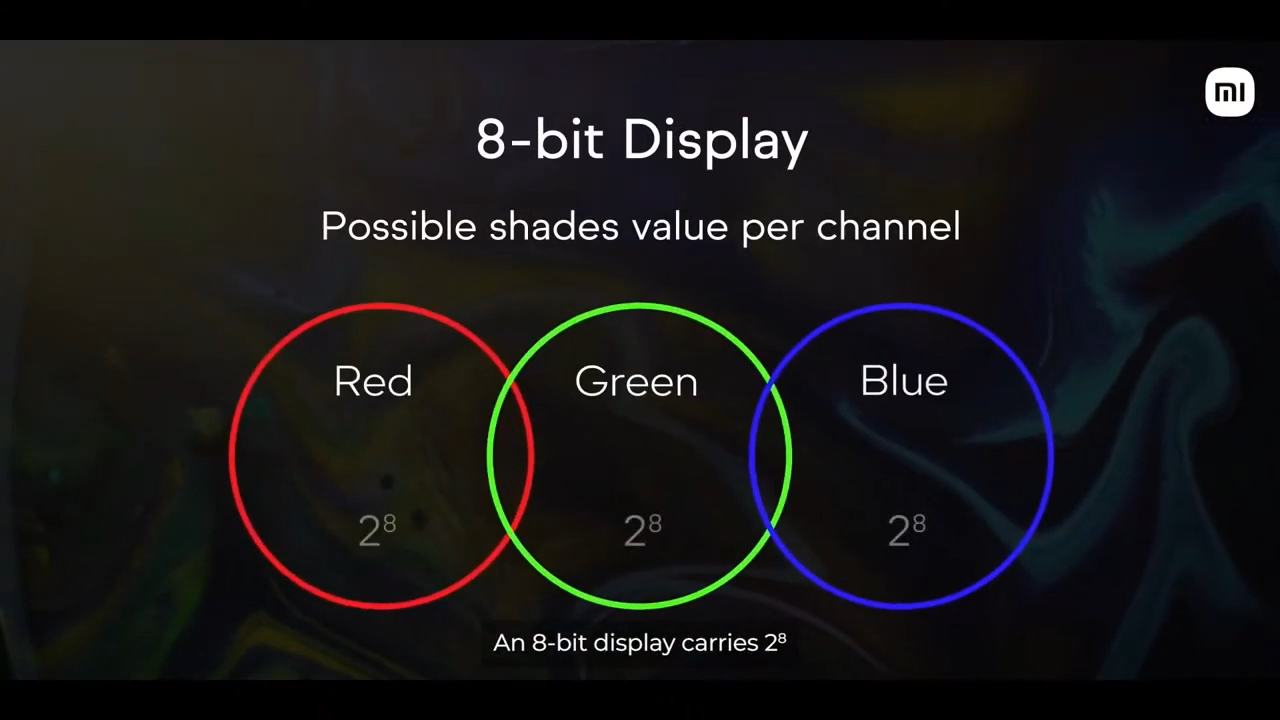 mi
8-bit Display
Possible shades value per channel
Red Green Blue
2⁸ 2⁸ 2⁸
An 8-bit display carries 2⁸